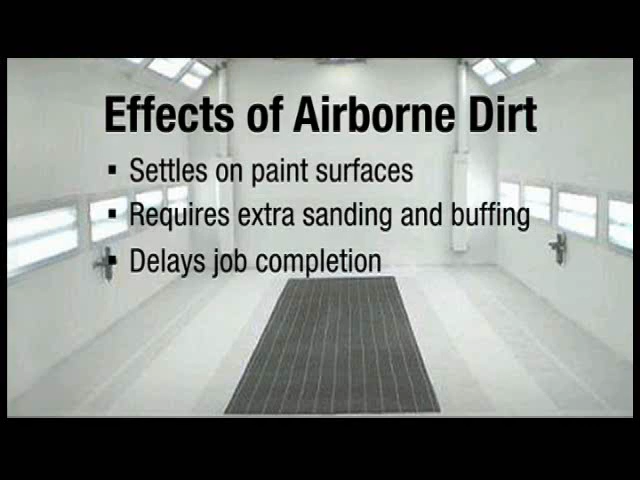 Effects of Airborne Dirt
▪ Settles on paint surfaces
▪ Requires extra sanding and buffing
▪ Delays job completion